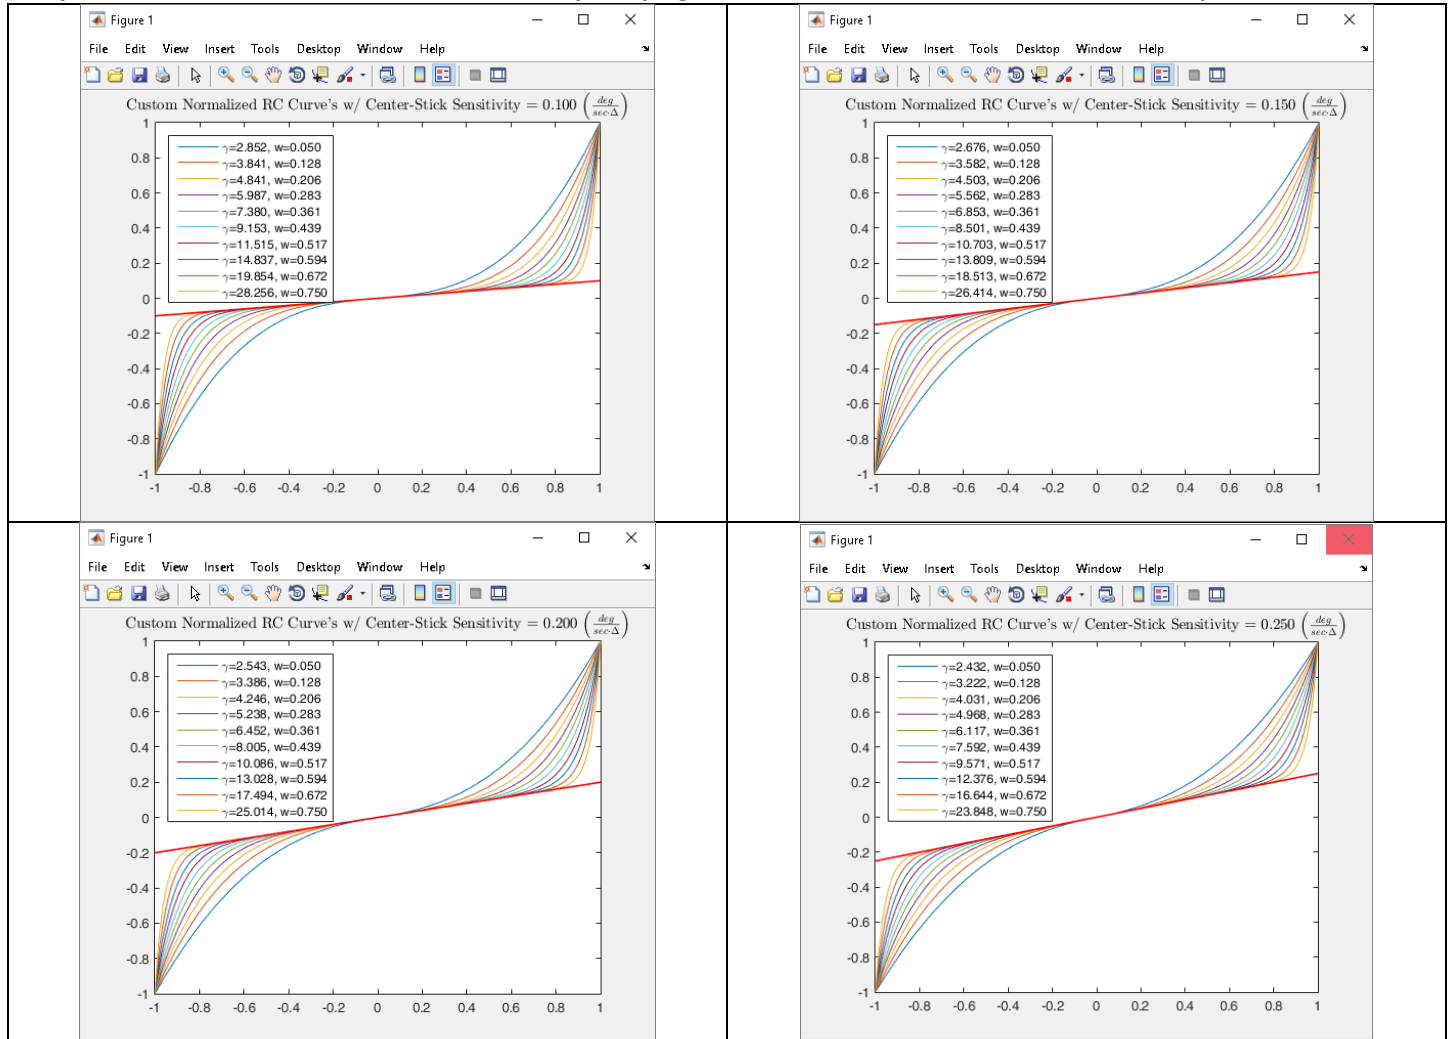 Figure 1
File Edit View Insert Tools Desktop Window Help
Custom Normalized RC Curve's w/ Center-Stick Sensitivity = 0.100 (deg/sec·Δ)
γ=2.852, w=0.050
γ=3.841, w=0.128
γ=4.841, w=0.206
γ=5.987, w=0.283
γ=7.380, w=0.361
γ=9.153, w=0.439
γ=11.515, w=0.517
γ=14.837, w=0.594
γ=19.854, w=0.672
γ=28.256, w=0.750
1
0.8
0.6
0.4
0.2
0
-0.2
-0.4
-0.6
-0.8
-1
-1 -0.8 -0.6 -0.4 -0.2 0 0.2 0.4 0.6 0.8 1
Figure 1
File Edit View Insert Tools Desktop Window Help
Custom Normalized RC Curve's w/ Center-Stick Sensitivity = 0.150 (deg/sec·Δ)
γ=2.676, w=0.050
γ=3.582, w=0.128
γ=4.503, w=0.206
γ=5.562, w=0.283
γ=6.853, w=0.361
γ=8.501, w=0.439
γ=10.703, w=0.517
γ=13.809, w=0.594
γ=18.513, w=0.672
γ=26.414, w=0.750
1
0.8
0.6
0.4
0.2
0
-0.2
-0.4
-0.6
-0.8
-1
-1 -0.8 -0.6 -0.4 -0.2 0 0.2 0.4 0.6 0.8 1
Figure 1
File Edit View Insert Tools Desktop Window Help
Custom Normalized RC Curve's w/ Center-Stick Sensitivity = 0.200 (deg/sec·Δ)
γ=2.543, w=0.050
γ=3.386, w=0.128
γ=4.246, w=0.206
γ=5.238, w=0.283
γ=6.452, w=0.361
γ=8.005, w=0.439
γ=10.086, w=0.517
γ=13.028, w=0.594
γ=17.494, w=0.672
γ=25.014, w=0.750
1
0.8
0.6
0.4
0.2
0
-0.2
-0.4
-0.6
-0.8
-1
-1 -0.8 -0.6 -0.4 -0.2 0 0.2 0.4 0.6 0.8 1
Figure 1
File Edit View Insert Tools Desktop Window Help
Custom Normalized RC Curve's w/ Center-Stick Sensitivity = 0.250 (deg/sec·Δ)
γ=2.432, w=0.050
γ=3.222, w=0.128
γ=4.031, w=0.206
γ=4.968, w=0.283
γ=6.117, w=0.361
γ=7.592, w=0.439
γ=9.571, w=0.517
γ=12.376, w=0.594
γ=16.644, w=0.672
γ=23.848, w=0.750
1
0.8
0.6
0.4
0.2
0
-0.2
-0.4
-0.6
-0.8
-1
-1 -0.8 -0.6 -0.4 -0.2 0 0.2 0.4 0.6 0.8 1